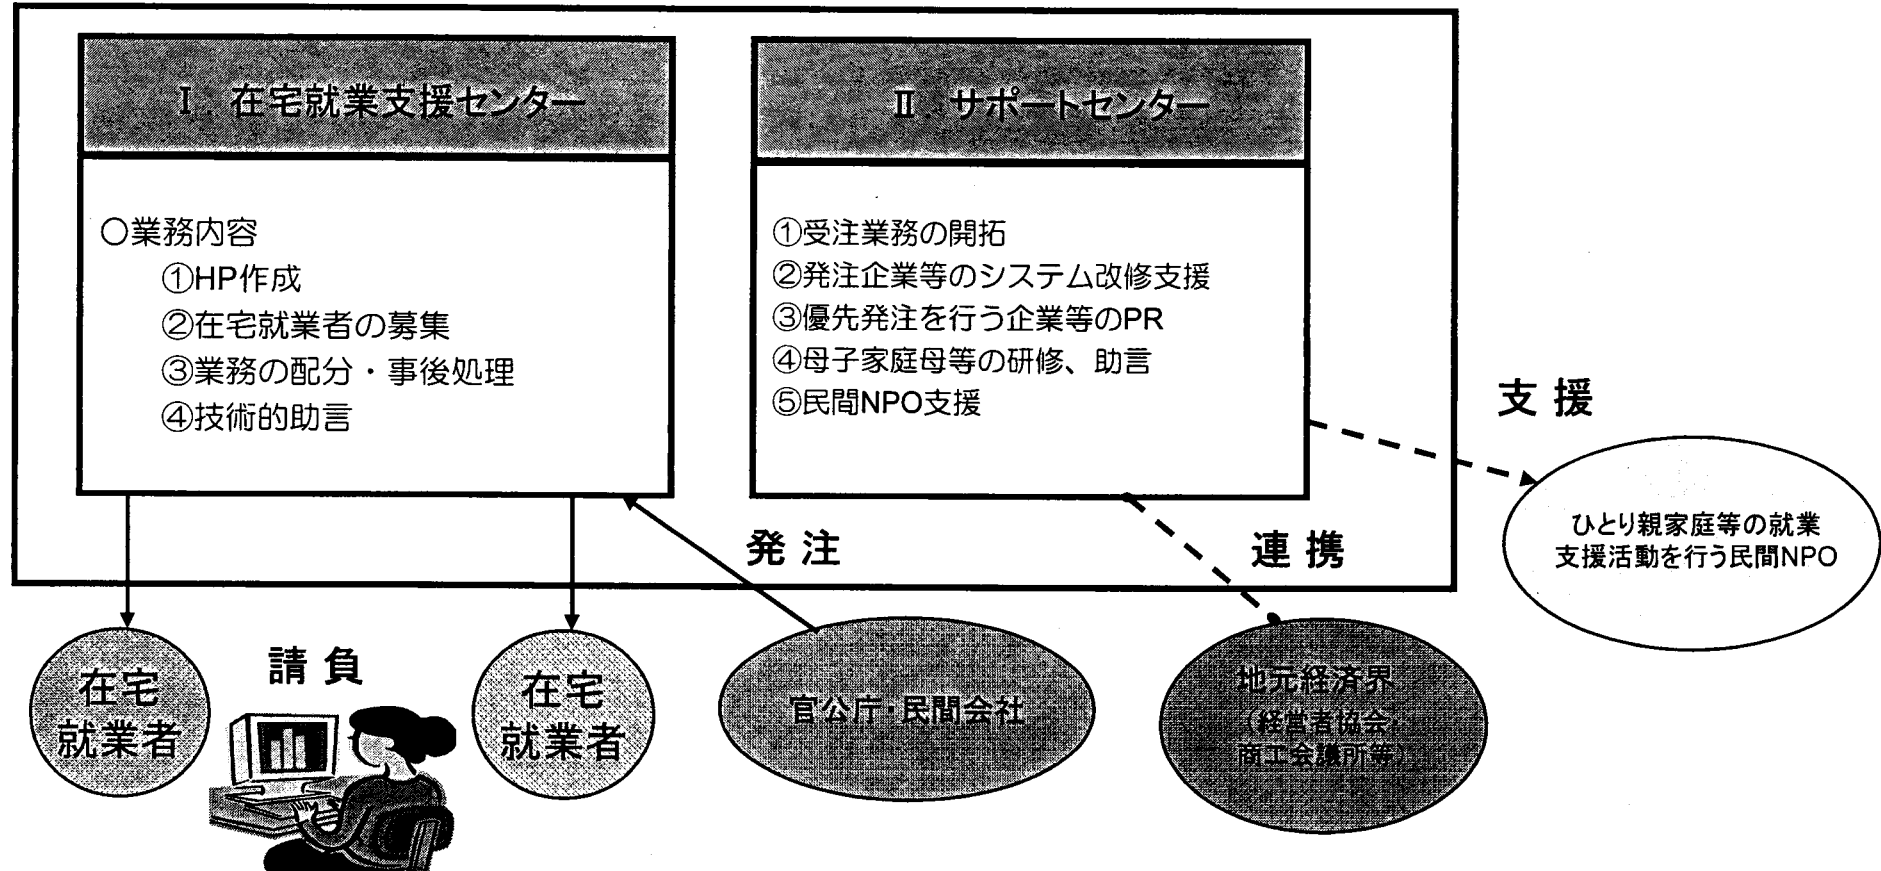 Ⅰ. 在宅就業支援センター
〇業務内容
①HP作成
②在宅就業者の募集
③業務の配分・事後処理
④技術的助言
Ⅱ. サポートセンター
①受注業務の開拓
②発注企業等のシステム改修支援
③優先発注を行う企業等のPR
④母子家庭母等の研修、助言
⑤民間NPO支援
支援
ひとり親家庭等の就業
支援活動を行う民間NPO
発注
連携
在宅
就業者
請負
在宅
就業者
官公庁・民間会社
地元経済界
（経営者協会・
商工会議所等）